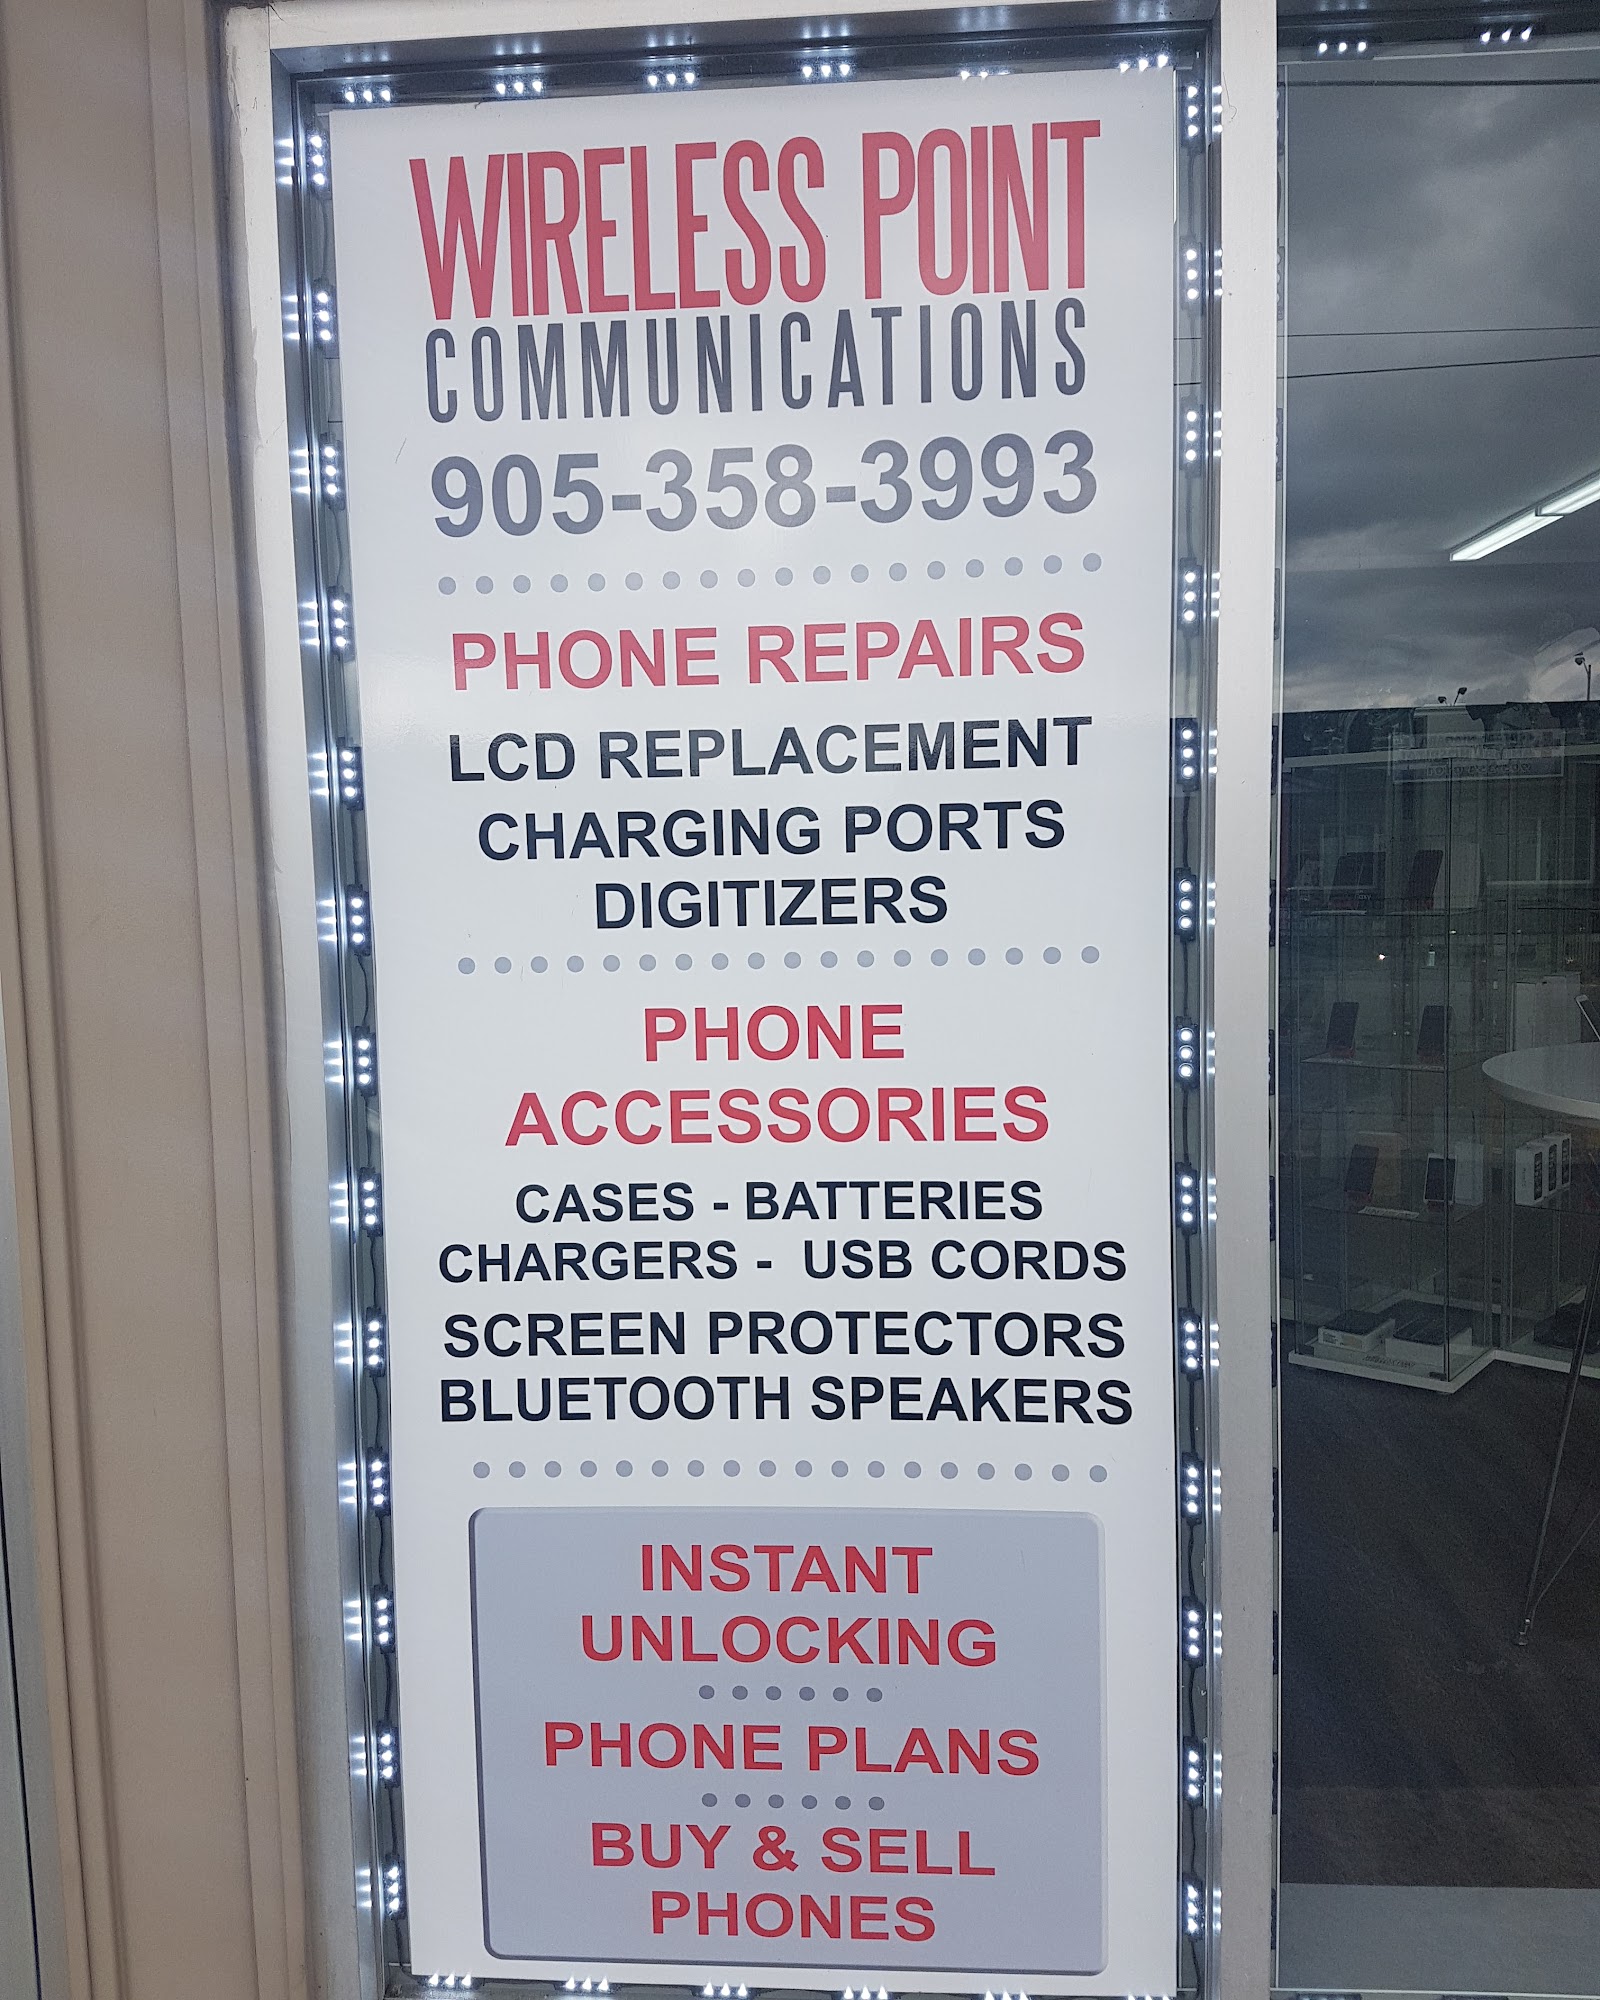 WIRELESS POINT
COMMUNICATIONS
905-358-3993
PHONE REPAIRS
LCD REPLACEMENT
CHARGING PORTS
DIGITIZERS
PHONE
ACCESSORIES
CASES - BATTERIES
CHARGERS - USB CORDS
SCREEN PROTECTORS
BLUETOOTH SPEAKERS
INSTANT
UNLOCKING
PHONE PLANS
BUY & SELL
PHONES